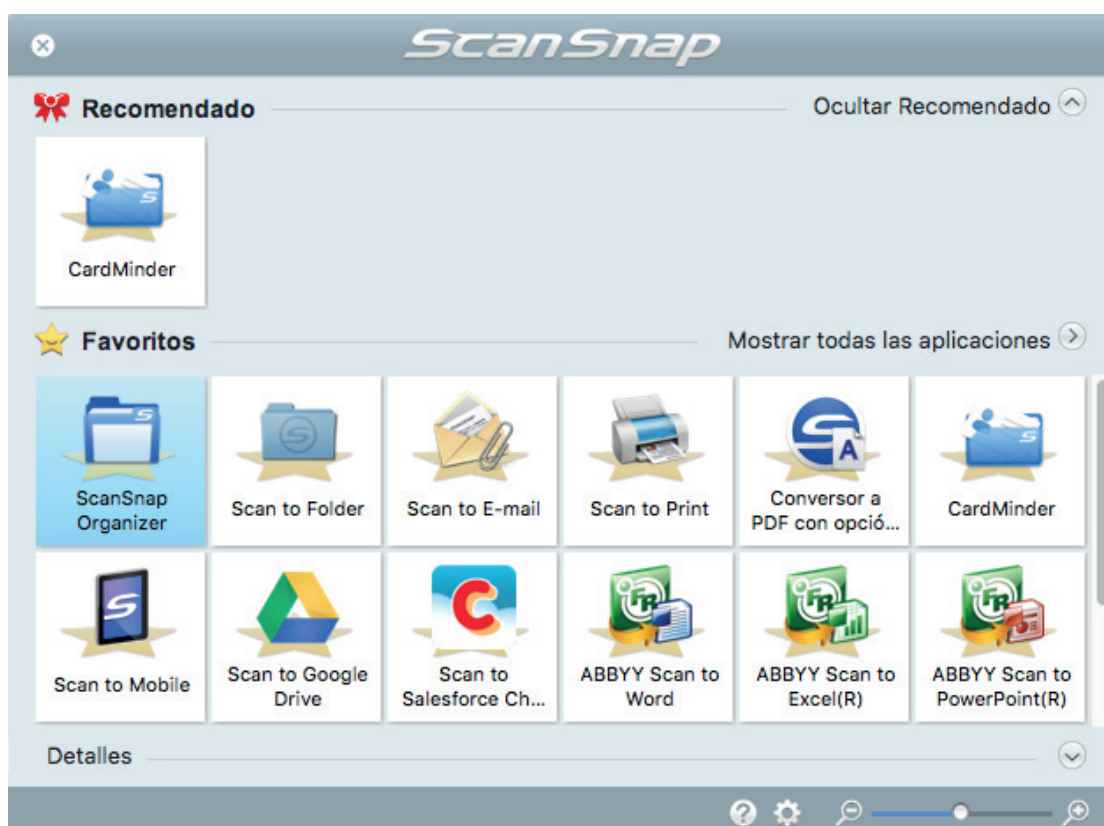 ScanSnap
Recomendado
Ocultar Recomendado
CardMinder
Favoritos
Mostrar todas las aplicaciones
ScanSnap
Organizer
Scan to Folder
Scan to E-mail
Scan to Print
Conversor a
PDF con opció...
CardMinder
Scan to Mobile
Scan to Google
Drive
Scan to
Salesforce Ch...
ABBYY Scan to
Word
ABBYY Scan to
Excel(R)
ABBYY Scan to
PowerPoint(R)
Detalles